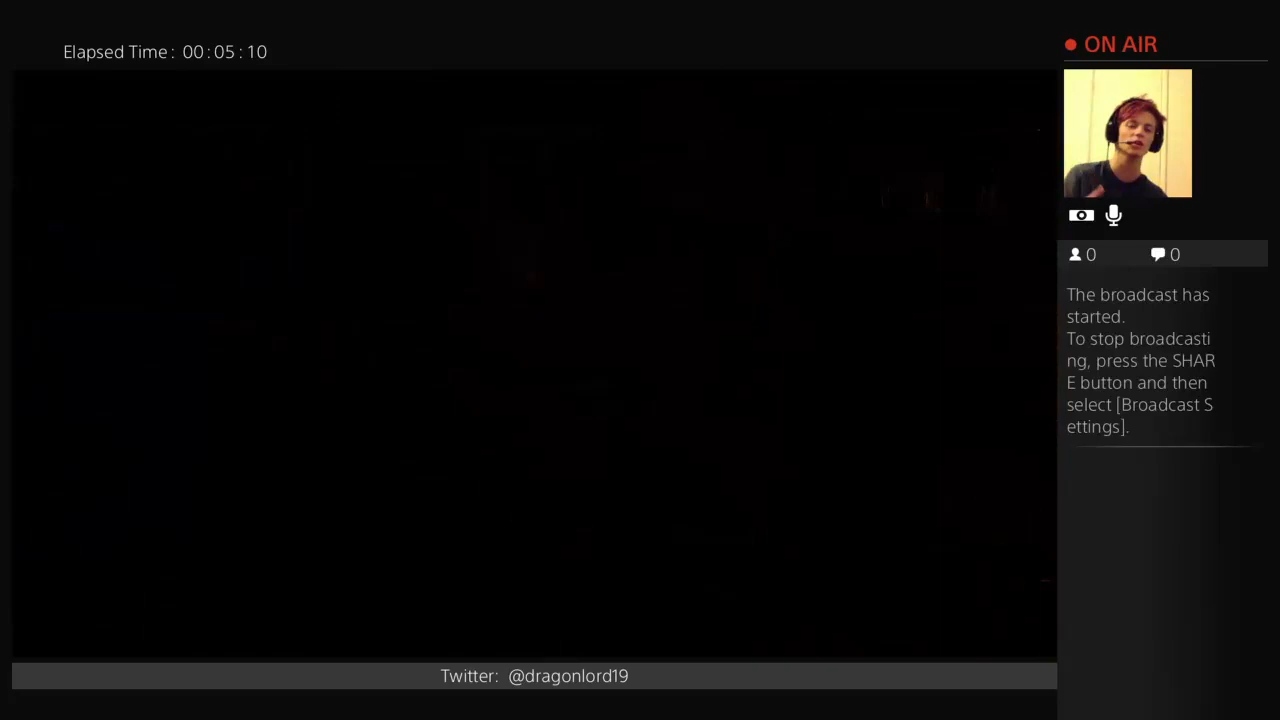 Elapsed Time: 00:05:10
ON AIR
0 0
The broadcast has
started.
To stop broadcasti
ng, press the SHAR
E button and then
select [Broadcast S
ettings].
Twitter: @dragonlord19